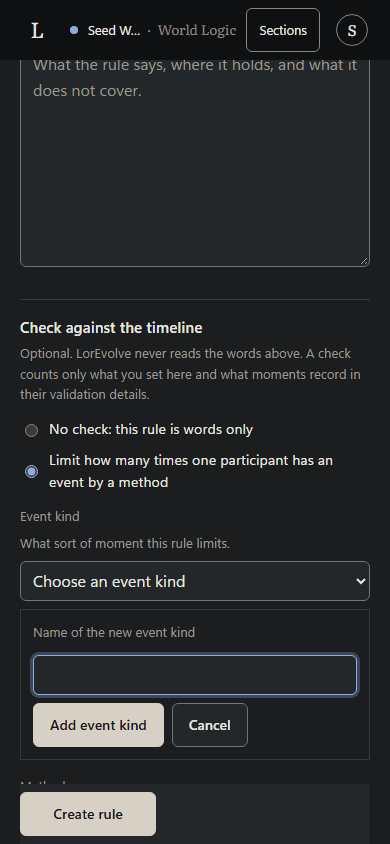 L
Seed W... · World Logic
Sections
S
What the rule says, where it holds, and what it
does not cover.
Check against the timeline
Optional. LorEvolve never reads the words above. A check
counts only what you set here and what moments record in
their validation details.
No check: this rule is words only
Limit how many times one participant has an
event by a method
Event kind
What sort of moment this rule limits.
Choose an event kind
Name of the new event kind
Add event kind
Cancel
Create rule